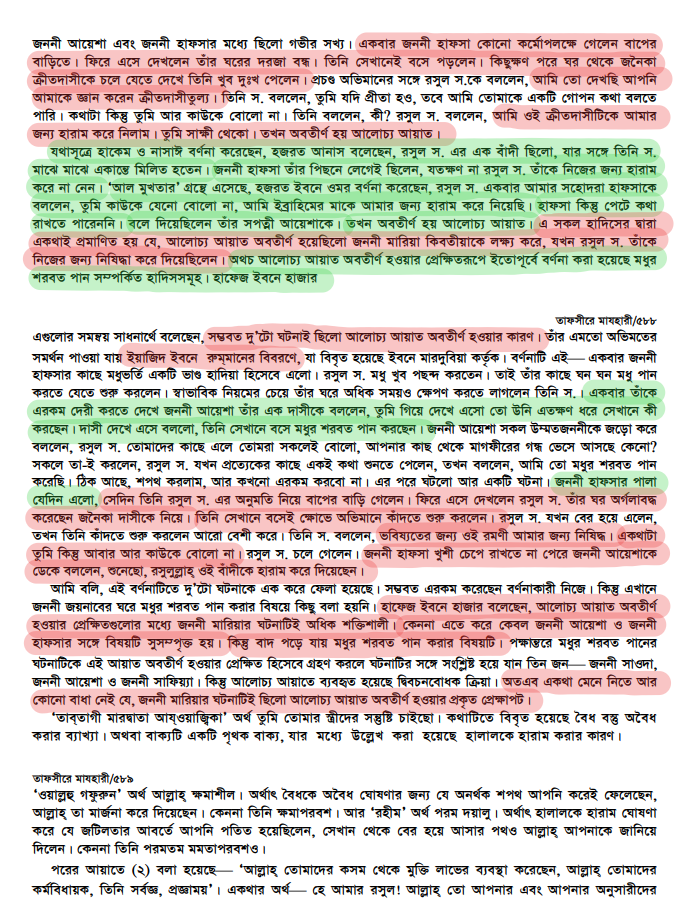 জননী আয়েশা এবং জননী হাফসার মধ্যে ছিলো গভীর সখ্য। একবার জননী হাফসা কোনো কর্মোপলক্ষে গেলেন বাপের
বাড়িতে। ফিরে এসে দেখলেন তাঁর ঘরের দরজা বন্ধ। তিনি সেখানেই বসে পড়লেন। কিছুক্ষণ পরে ঘর থেকে জনৈকা
ক্রীতদাসীকে চলে যেতে দেখে তিনি খুব দুঃখ পেলেন। প্রচণ্ড অভিমানের সঙ্গে রসুল স.কে বললেন, আমি তো দেখছি আপনি
আমাকে জ্ঞান করেন ক্রীতদাসীতুল্য। তিনি স. বললেন, তুমি যদি প্রীতা হও, তবে আমি তোমাকে একটি গোপন কথা বলতে
পারি। কথাটা কিন্তু তুমি আর কাউকে বোলো না। তিনি বললেন, কী? রসুল স. বললেন, আমি ওই ক্রীতদাসীটিকে আমার
জন্য হারাম করে নিলাম। তুমি সাক্ষী থেকো। তখন অবতীর্ণ হয় আলোচ্য আয়াত।
যথাসূত্রে হাকেম ও নাসাঈ বর্ণনা করেছেন, হজরত আনাস বলেছেন, রসুল স. এর এক বাঁদী ছিলো, যার সঙ্গে তিনি স.
মাঝে মাঝে একান্তে মিলিত হতেন। জননী হাফসা তাঁর পিছনে লেগেই ছিলেন, যতক্ষণ না রসুল স. তাঁকে নিজের জন্য হারাম
করে না নেন। ‘আল মুখতার’ গ্রন্থে এসেছে, হজরত ইবনে ওমর বর্ণনা করেছেন, রসুল স. একবার আমার সহোদরা হাফসাকে
বললেন, তুমি কাউকে যেনো বোলো না, আমি ইব্রাহিমের মাকে আমার জন্য হারাম করে নিয়েছি। হাফসা কিন্তু পেটে কথা
রাখতে পারেননি। বলে দিয়েছিলেন তাঁর সপত্নী আয়েশাকে। তখন অবতীর্ণ হয় আলোচ্য আয়াত। এ সকল হাদিসের দ্বারা
একথাই প্রমাণিত হয় যে, আলোচ্য আয়াত অবতীর্ণ হয়েছিলো জননী মারিয়া কিবতীয়াকে লক্ষ্য করে, যখন রসুল স. তাঁকে
নিজের জন্য নিষিদ্ধা করে দিয়েছিলেন। অথচ আলোচ্য আয়াত অবতীর্ণ হওয়ার প্রেক্ষিতরূপে ইতোপূর্বে বর্ণনা করা হয়েছে মধুর
শরবত পান সম্পর্কিত হাদিসসমূহ। হাফেজ ইবনে হাজার
তাফসীরে মাযহারী/৫৮৮
এগুলোর সমন্বয় সাধনার্থে বলেছেন, সম্ভবত দু’টো ঘটনাই ছিলো আলোচ্য আয়াত অবতীর্ণ হওয়ার কারণ। তাঁর এমতো অভিমতের
সমর্থন পাওয়া যায় ইয়াজিদ ইবনে রুম্মানের বিবরণে, যা বিবৃত হয়েছে ইবনে মারদুবিয়া কর্তৃক। বর্ণনাটি এই— একবার জননী
হাফসার কাছে মধুভর্তি একটি ভাণ্ড হাদিয়া হিসেবে এলো। রসুল স. মধু খুব পছন্দ করতেন। তাই তাঁর কাছে ঘন ঘন মধু পান
করতে যেতে শুরু করলেন। স্বাভাবিক নিয়মের চেয়ে তাঁর ঘরে অধিক সময়ও ক্ষেপণ করতে লাগলেন তিনি স.। একবার তাঁকে
এরকম দেরী করতে দেখে জননী আয়েশা তাঁর এক দাসীকে বললেন, তুমি গিয়ে দেখে এসো তো উনি এতক্ষণ ধরে সেখানে কী
করছেন। দাসী দেখে এসে বললো, তিনি সেখানে বসে মধুর শরবত পান করছেন। জননী আয়েশা সকল উম্মতজননীকে জড়ো করে
বললেন, রসুল স. তোমাদের কাছে এলে তোমরা সকলেই বোলো, আপনার কাছ থেকে মাগফীরের গন্ধ ভেসে আসছে কেনো?
সকলে তা-ই করলেন, রসুল স. যখন প্রত্যেকের কাছে একই কথা শুনতে পেলেন, তখন বললেন, আমি তো মধুর শরবত পান
করেছি। ঠিক আছে, শপথ করলাম, আর কখনো এরকম করবো না। এর পরে ঘটলো আর একটি ঘটনা। জননী হাফসার পালা
যেদিন এলো, সেদিন তিনি রসুল স. এর অনুমতি নিয়ে বাপের বাড়ি গেলেন। ফিরে এসে দেখলেন রসুল স. তাঁর ঘর অর্গলাবদ্ধ
করেছেন জনৈকা দাসীকে নিয়ে। তিনি সেখানে বসেই ক্ষোভে অভিমানে কাঁদতে শুরু করলেন। রসুল স. যখন বের হয়ে এলেন,
তখন তিনি কাঁদতে শুরু করলেন আরো বেশী করে। তিনি স. বললেন, ভবিষ্যতের জন্য ওই রমণী আমার জন্য নিষিদ্ধ। একথাটা
তুমি কিন্তু আবার আর কাউকে বোলো না। রসুল স. চলে গেলেন। জননী হাফসা খুশী চেপে রাখতে না পেরে জননী আয়েশাকে
ডেকে বললেন, শুনেছো, রসুলুল্লাহ্ ওই বাঁদীকে হারাম করে দিয়েছেন।
আমি বলি, এই বর্ণনাটিতে দু’টো ঘটনাকে এক করে ফেলা হয়েছে। সম্ভবত এরকম করেছেন বর্ণনাকারী নিজে। কিন্তু এখানে
জননী জয়নাবের ঘরে মধুর শরবত পান করার বিষয়ে কিছু বলা হয়নি। হাফেজ ইবনে হাজার বলেছেন, আলোচ্য আয়াত অবতীর্ণ
হওয়ার প্রেক্ষিতগুলোর মধ্যে জননী মারিয়ার ঘটনাটিই অধিক শক্তিশালী। কেননা এতে করে কেবল জননী আয়েশা ও জননী
হাফসার সঙ্গে বিষয়টি সুসম্পৃক্ত হয়। কিন্তু বাদ পড়ে যায় মধুর শরবত পান করার বিষয়টি। পক্ষান্তরে মধুর শরবত পানের
ঘটনাটিকে এই আয়াত অবতীর্ণ হওয়ার প্রেক্ষিত হিসেবে গ্রহণ করলে ঘটনাটির সঙ্গে সংশ্লিষ্ট হয়ে যান তিন জন— জননী সাওদা,
জননী আয়েশা ও জননী সাফিয়্যা। কিন্তু আলোচ্য আয়াতে ব্যবহৃত হয়েছে দ্বিবচনবোধক ক্রিয়া। অতএব একথা মেনে নিতে আর
কোনো বাধা নেই যে, জননী মারিয়ার ঘটনাটিই ছিলো আলোচ্য আয়াত অবতীর্ণ হওয়ার প্রকৃত প্রেক্ষাপট।
‘তাব্‌তাগী মারদ্বাতা আয্ওয়াজ্বিকা’ অর্থ তুমি তোমার স্ত্রীদের সন্তুষ্টি চাইছো। কথাটিতে বিবৃত হয়েছে বৈধ বস্তু অবৈধ
করার ব্যাখ্যা। অথবা বাক্যটি একটি পৃথক বাক্য, যার মধ্যে উল্লেখ করা হয়েছে হালালকে হারাম করার কারণ।
তাফসীরে মাযহারী/৫৮৯
‘ওয়াল্লহু গফুরুন’ অর্থ আল্লাহ্ ক্ষমাশীল। অর্থাৎ বৈধকে অবৈধ ঘোষণার জন্য যে অনর্থক শপথ আপনি করেই ফেলেছেন,
আল্লাহ্ তা মার্জনা করে দিয়েছেন। কেননা তিনি ক্ষমাপরবশ। আর ‘রহীম’ অর্থ পরম দয়ালু। অর্থাৎ হালালকে হারাম ঘোষণা
করে যে জটিলতার আবর্তে আপনি পতিত হয়েছিলেন, সেখান থেকে বের হয়ে আসার পথও আল্লাহ্ আপনাকে জানিয়ে
দিলেন। কেননা তিনি পরমতম মমতাপরবশও।
পরের আয়াতে (২) বলা হয়েছে— ‘আল্লাহ্ তোমাদের কসম থেকে মুক্তি লাভের ব্যবস্থা করেছেন, আল্লাহ্ তোমাদের
কর্মবিধায়ক, তিনি সর্বজ্ঞ, প্রজ্ঞাময়’। একথার অর্থ— হে আমার রসুল! আল্লাহ্ তো আপনার এবং আপনার অনুসারীদের